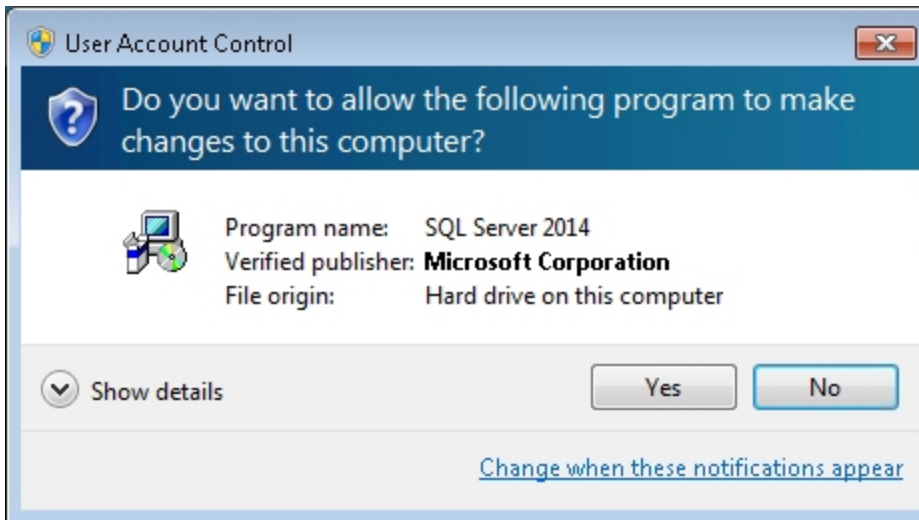 User Account Control
Do you want to allow the following program to make
changes to this computer?
Program name: SQL Server 2014
Verified publisher: Microsoft Corporation
File origin: Hard drive on this computer
Show details
Yes
No
Change when these notifications appear